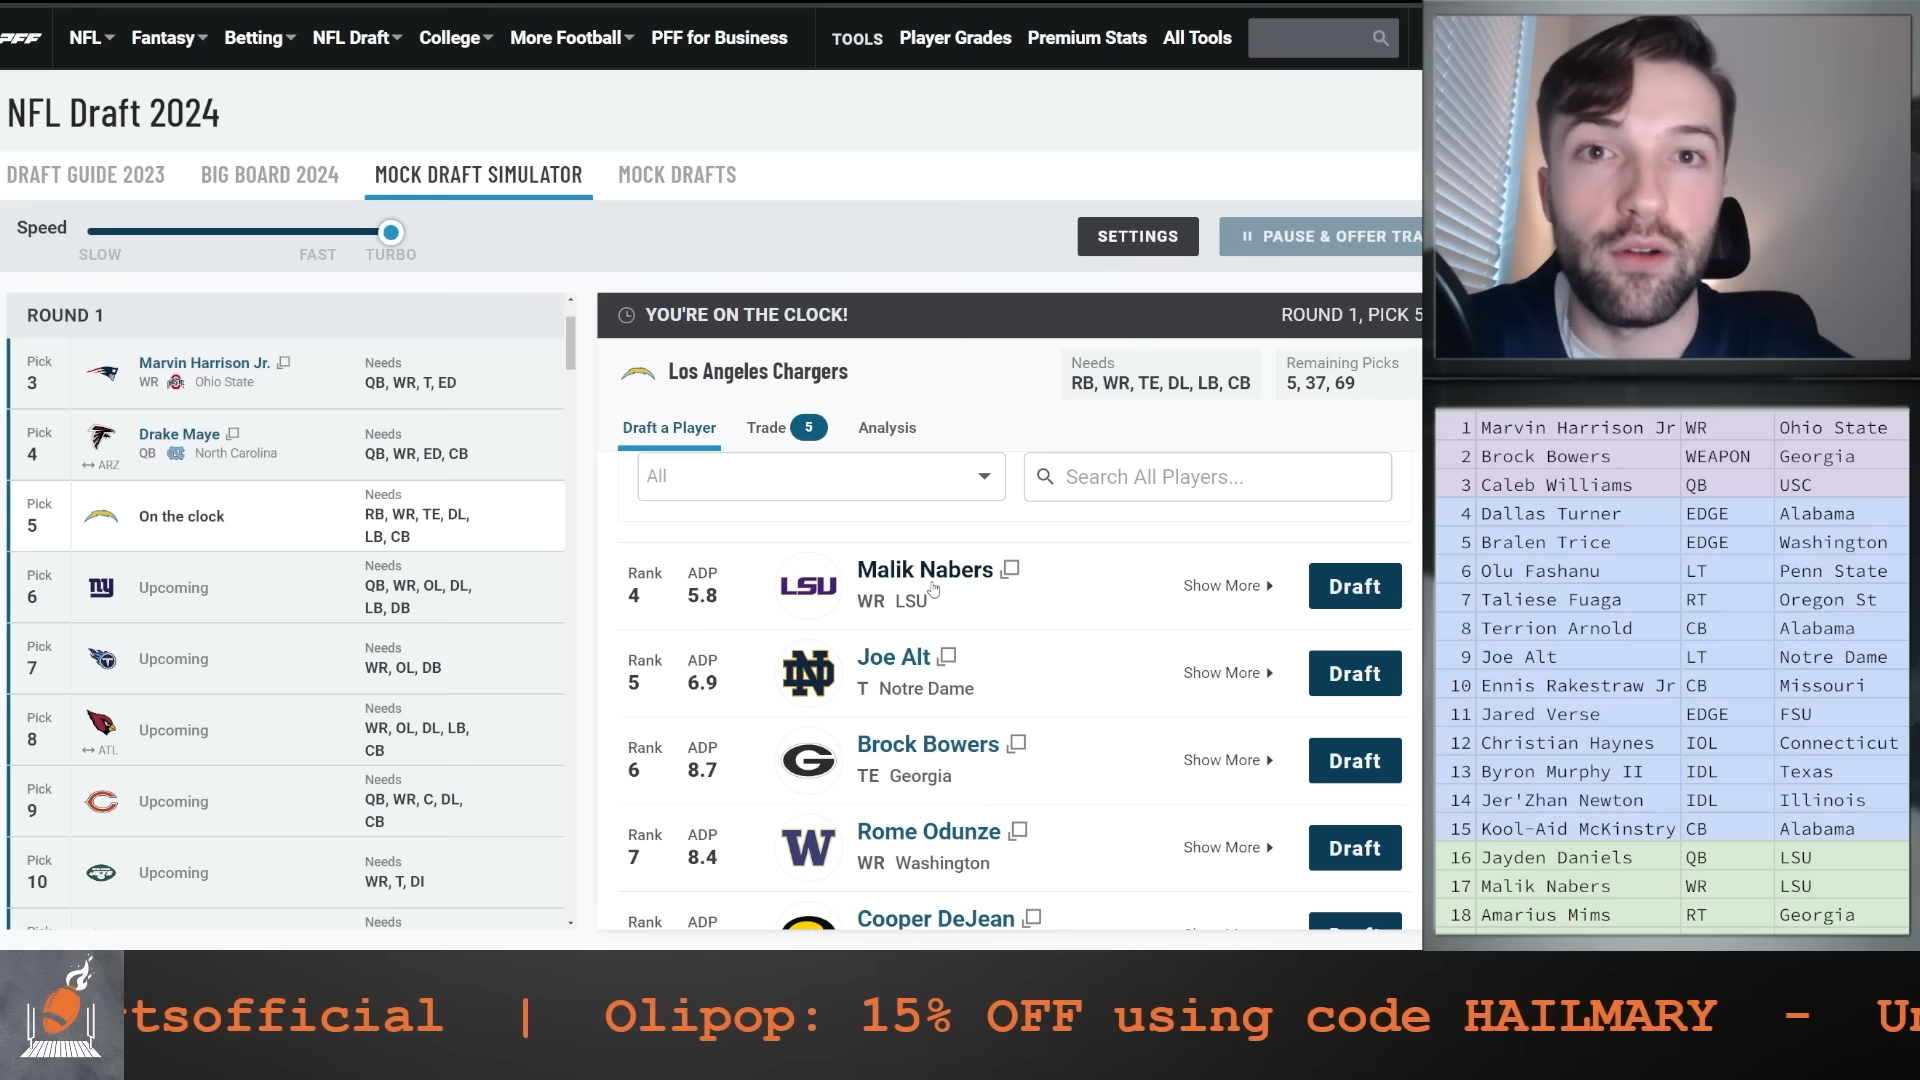 PFF
NFL Fantasy Betting NFL Draft College More Football PFF for Business TOOLS Player Grades Premium Stats All Tools
NFL Draft 2024
DRAFT GUIDE 2023 BIG BOARD 2024 MOCK DRAFT SIMULATOR MOCK DRAFTS
Speed
SLOW FAST TURBO
SETTINGS
PAUSE & OFFER TRA
ROUND 1
Pick 3
Marvin Harrison Jr.
WR Ohio State
Needs
QB, WR, T, ED
Pick 4
ARZ
Drake Maye
QB North Carolina
Needs
QB, WR, ED, CB
Pick 5
On the clock
Needs
RB, WR, TE, DL,
LB, CB
Pick 6
ny
Upcoming
Needs
QB, WR, OL, DL,
LB, DB
Pick 7
Upcoming
Needs
WR, OL, DB
Pick 8
ATL
Upcoming
Needs
WR, OL, DL, LB,
CB
Pick 9
Upcoming
Needs
QB, WR, C, DL,
CB
Pick 10
Upcoming
Needs
WR, T, DI
Needs
YOU'RE ON THE CLOCK!
ROUND 1, PICK 5
Los Angeles Chargers
Needs
RB, WR, TE, DL, LB, CB
Remaining Picks
5, 37, 69
Draft a Player Trade 5 Analysis
All
Search All Players...
Rank 4
ADP 5.8
LSU
Malik Nabers
WR LSU
Show More
Draft
Rank 5
ADP 6.9
ND
Joe Alt
T Notre Dame
Show More
Draft
Rank 6
ADP 8.7
G
Brock Bowers
TE Georgia
Show More
Draft
Rank 7
ADP 8.4
W
Rome Odunze
WR Washington
Show More
Draft
Rank
ADP
Cooper DeJean
1 Marvin Harrison Jr WR Ohio State
2 Brock Bowers WEAPON Georgia
3 Caleb Williams QB USC
4 Dallas Turner EDGE Alabama
5 Bralen Trice EDGE Washington
6 Olu Fashanu LT Penn State
7 Taliese Fuaga RT Oregon St
8 Terrion Arnold CB Alabama
9 Joe Alt LT Notre Dame
10 Ennis Rakestraw Jr CB Missouri
11 Jared Verse EDGE FSU
12 Christian Haynes IOL Connecticut
13 Byron Murphy II IDL Texas
14 Jer'Zhan Newton IDL Illinois
15 Kool-Aid McKinstry CB Alabama
16 Jayden Daniels QB LSU
17 Malik Nabers WR LSU
18 Amarius Mims RT Georgia
tsofficial | Olipop: 15% OFF using code HAILMARY -